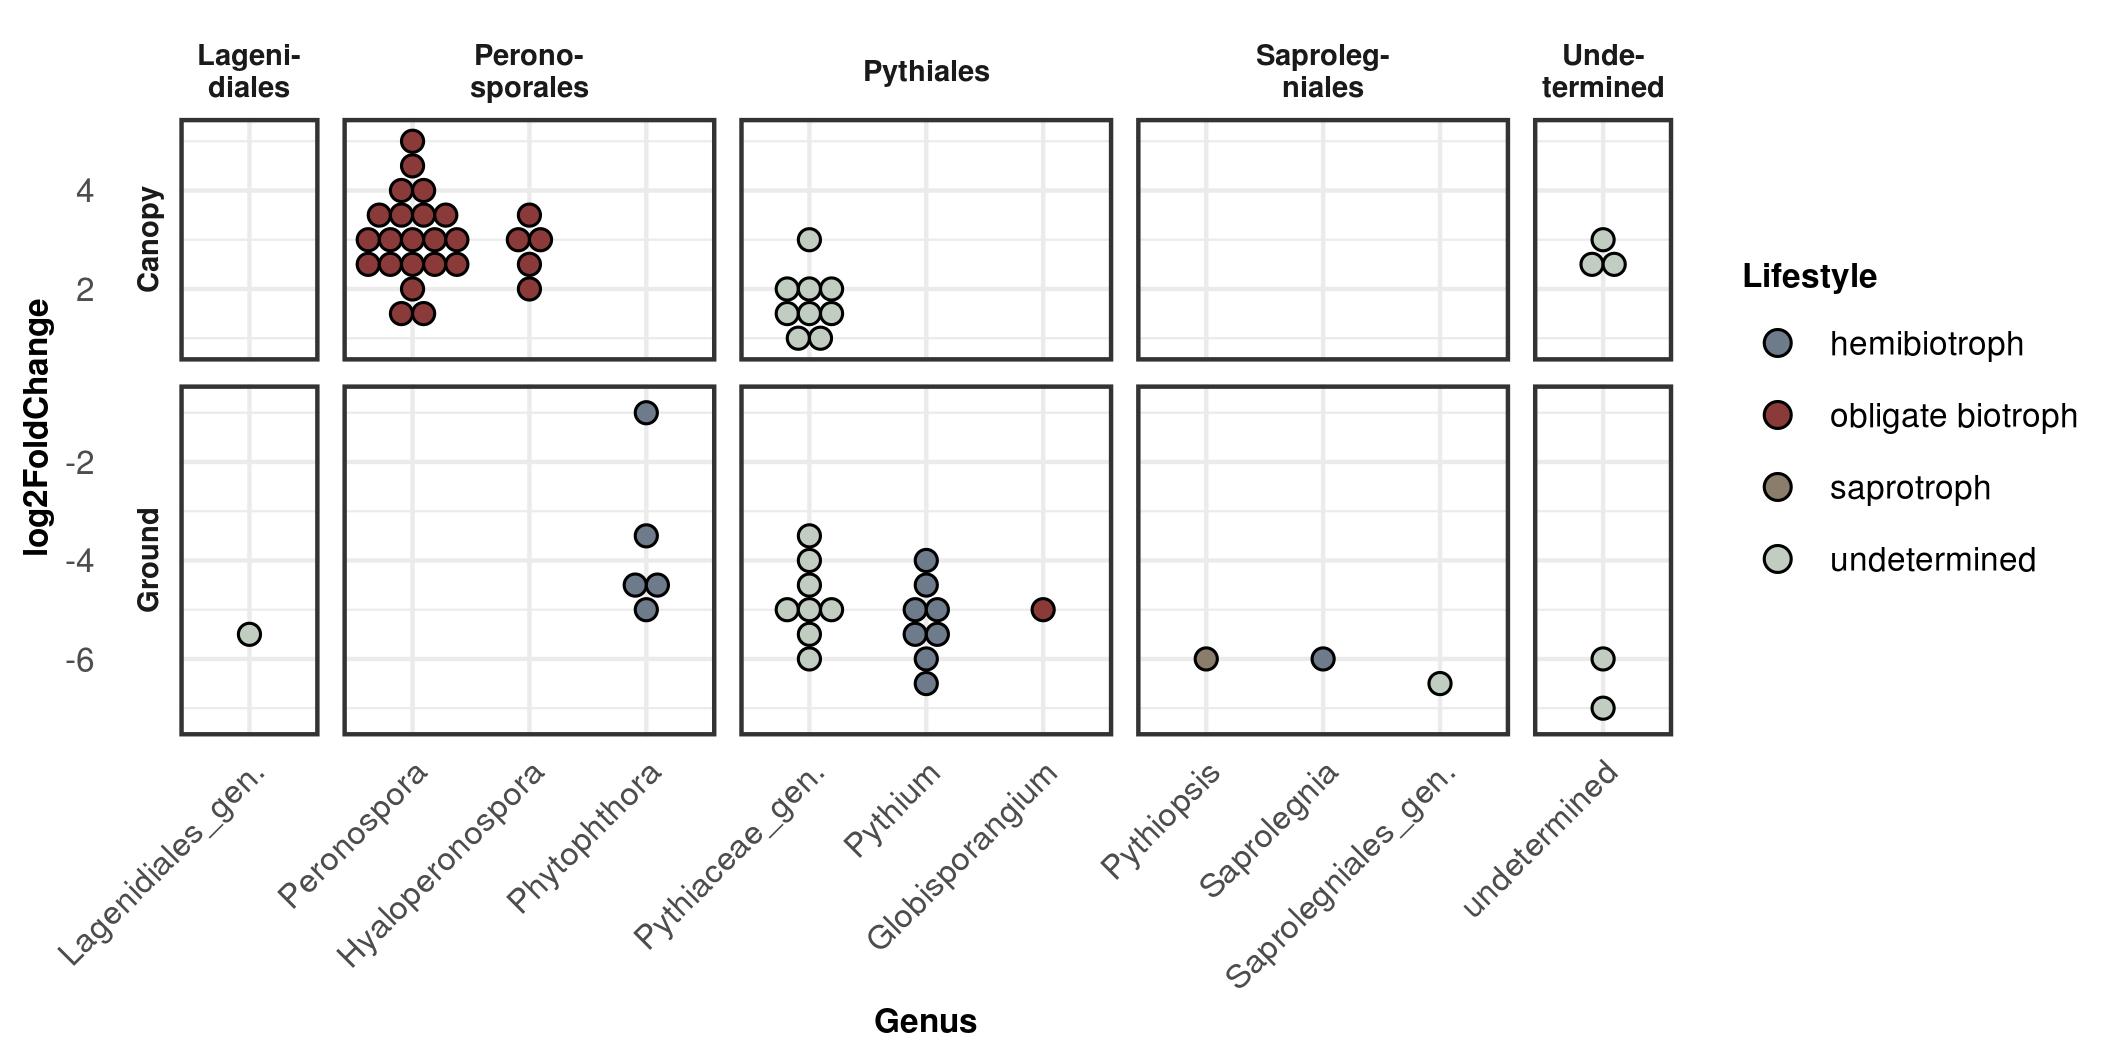 Lageni-
diales
Perono-
sporales
Pythiales
Saproleg-
niales
Unde-
termined
log2FoldChange
Canopy
4
2
Ground
-2
-4
-6
Lagenidiales_gen.
Peronospora
Hyaloperonospora
Phytophthora
Pythiaceae_gen.
Pythium
Globisporangium
Pythiopsis
Saprolegnia
Saprolegniales_gen.
undetermined
Genus
Lifestyle
hemibiotroph
obligate biotroph
saprotroph
undetermined